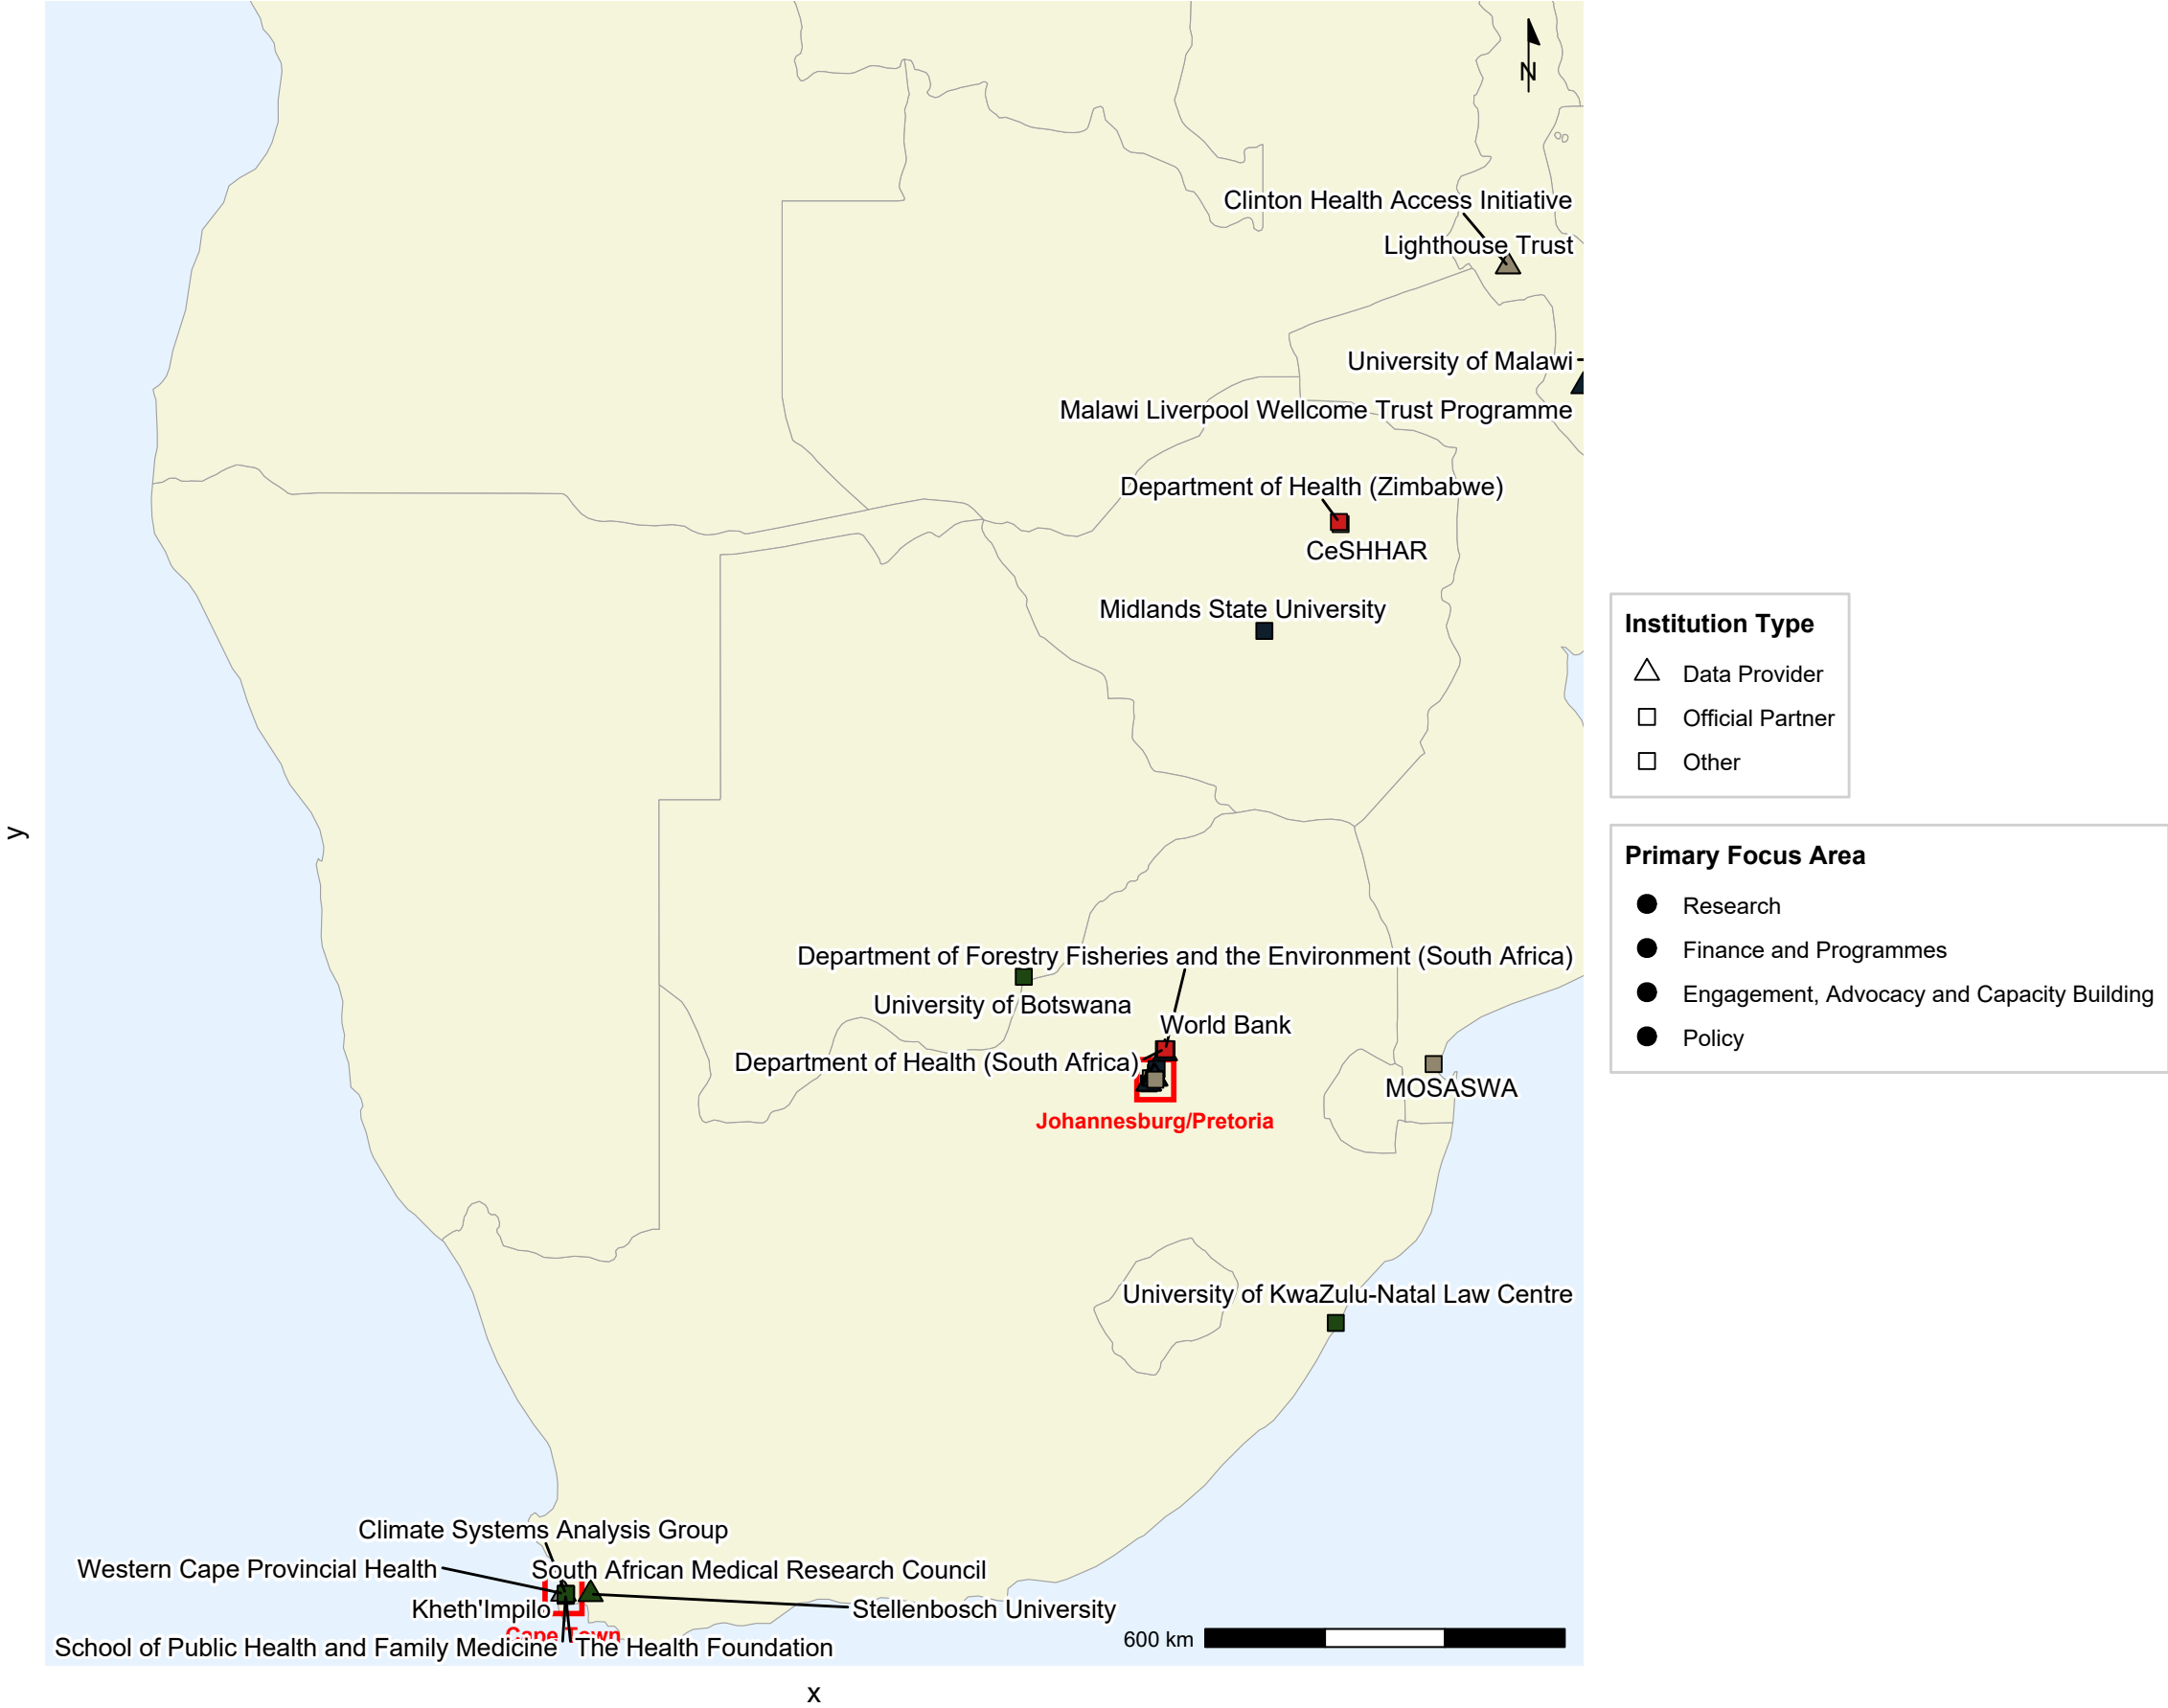 N
Clinton Health Access Initiative
Lighthouse Trust
University of Malawi
Malawi Liverpool Wellcome Trust Programme
Department of Health (Zimbabwe)
CeSHHAR
Midlands State University
Department of Forestry Fisheries and the Environment (South Africa)
University of Botswana
World Bank
Department of Health (South Africa)
MOSASWA
Johannesburg/Pretoria
University of KwaZulu-Natal Law Centre
Climate Systems Analysis Group
Western Cape Provincial Health
South African Medical Research Council
Kheth'Impilo
Stellenbosch University
Cape Town
School of Public Health and Family Medicine
The Health Foundation
600 km
x
y
Institution Type
Data Provider
Official Partner
Other
Primary Focus Area
Research
Finance and Programmes
Engagement, Advocacy and Capacity Building
Policy